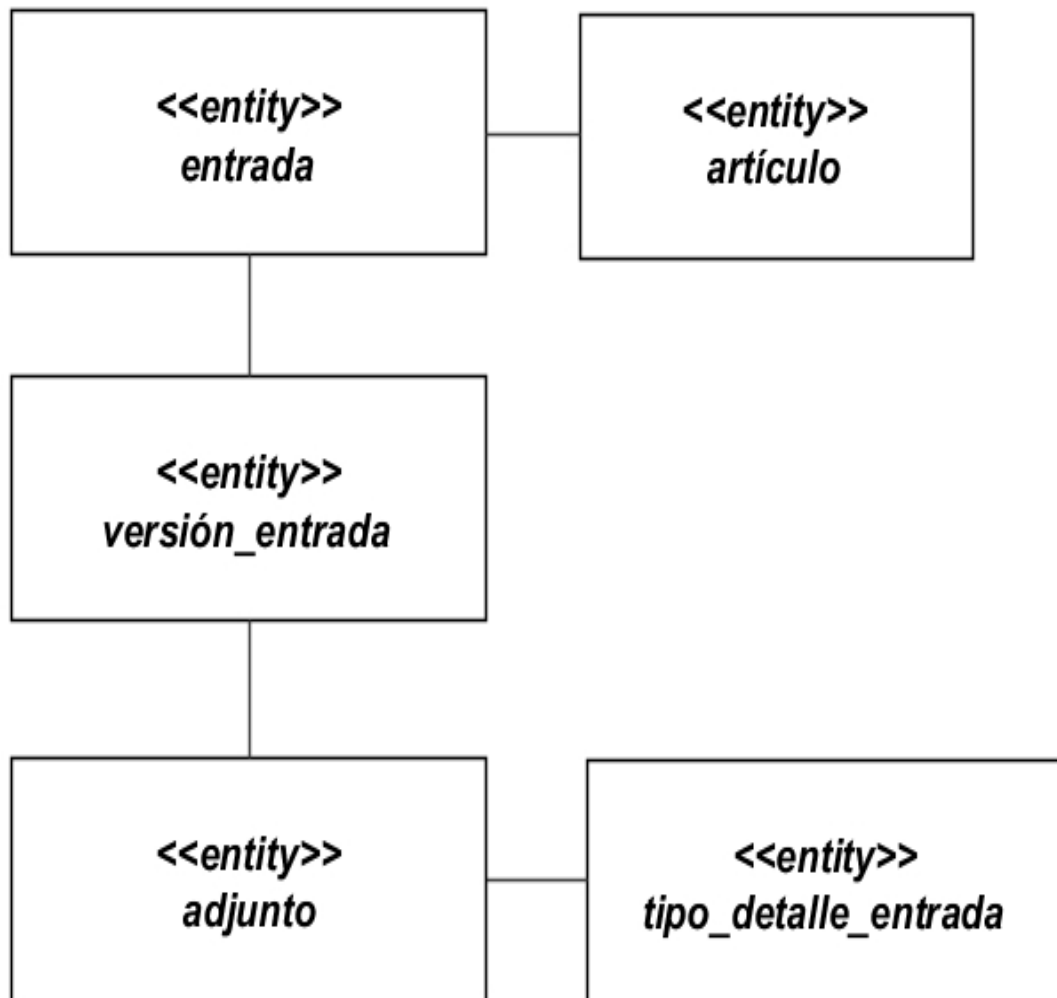 <<entity>>
entrada
<<entity>>
artículo
<<entity>>
versión_entrada
<<entity>>
adjunto
<<entity>>
tipo_detalle_entrada